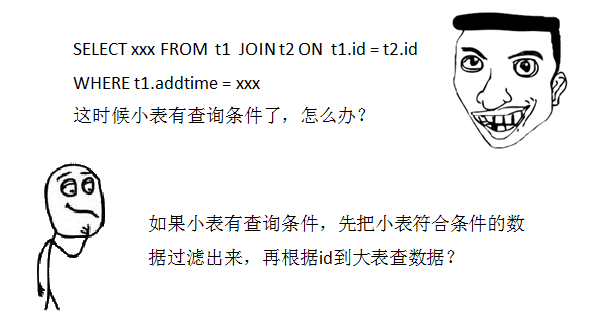 SELECT xxx FROM t1 JOIN t2 ON t1.id = t2.id
WHERE t1.addtime = xxx
这时候小表有查询条件了，怎么办？
如果小表有查询条件，先把小表符合条件的数
据过滤出来，再根据id到大表查数据？